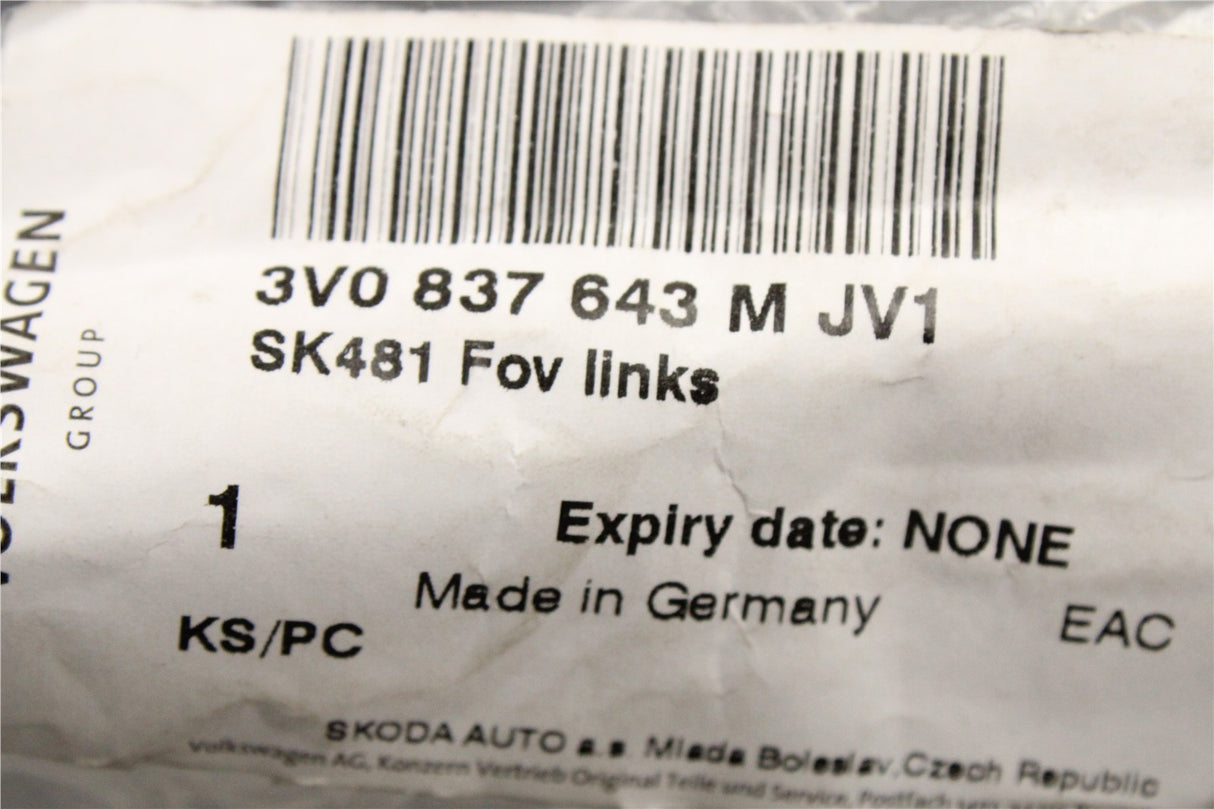 3V0 837 643 M JV1
SK481 Fov links
1
Expiry date: NONE
Made in Germany
EAC
KS/PC
SKODA AUTO a.s. Mlada Boleslav,Czech Republic
Volkswagen AG, Konzern Vertrieb Original Teile und Service, Postfach
VOLKSWAGEN
GROUP